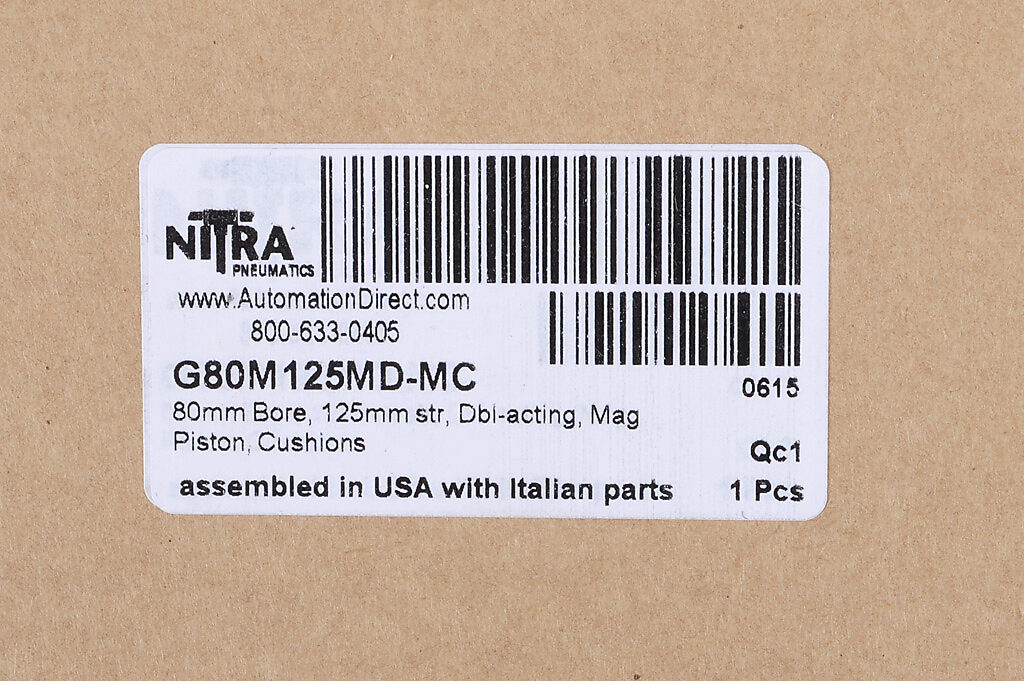 NITRA
PNEUMATICS
www.AutomationDirect.com
800-633-0405
G80M125MD-MC
0615
80mm Bore, 125mm str, Dbl-acting, Mag
Piston, Cushions
Qc1
assembled in USA with Italian parts
1 Pcs